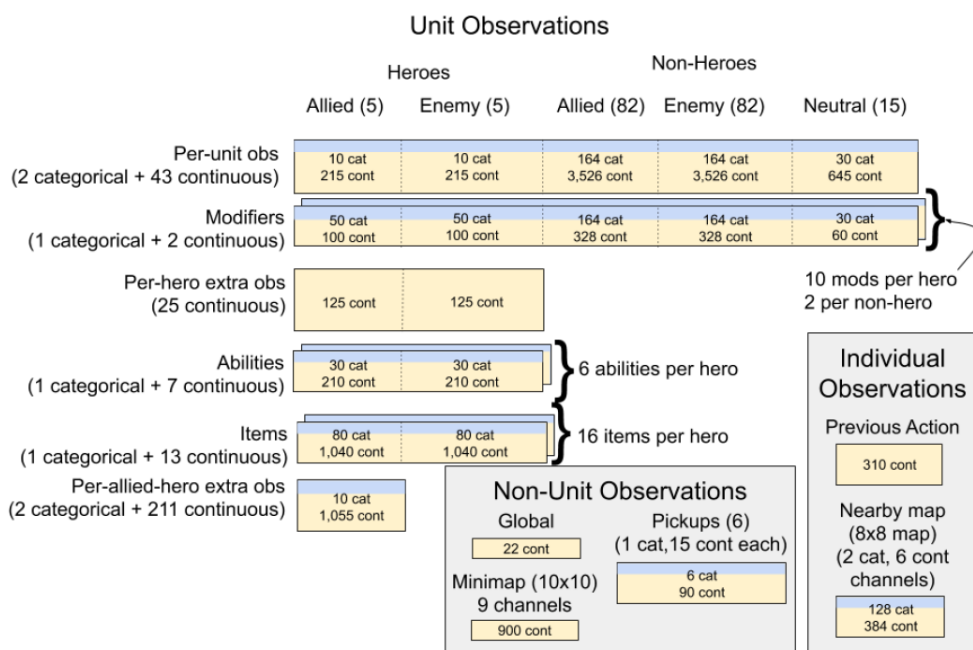 Unit Observations
Heroes
Non-Heroes
Allied (5)
Enemy (5)
Allied (82)
Enemy (82)
Neutral (15)
Per-unit obs
(2 categorical + 43 continuous)
10 cat
215 cont
10 cat
215 cont
164 cat
3,526 cont
164 cat
3,526 cont
30 cat
645 cont
Modifiers
(1 categorical + 2 continuous)
50 cat
100 cont
50 cat
100 cont
164 cat
328 cont
164 cat
328 cont
30 cat
60 cont
10 mods per hero
2 per non-hero
Per-hero extra obs
(25 continuous)
125 cont
125 cont
Abilities
(1 categorical + 7 continuous)
30 cat
210 cont
30 cat
210 cont
6 abilities per hero
Items
(1 categorical + 13 continuous)
80 cat
1,040 cont
80 cat
1,040 cont
16 items per hero
Per-allied-hero extra obs
(2 categorical + 211 continuous)
10 cat
1,055 cont
Non-Unit Observations
Global
22 cont
Minimap (10x10)
9 channels
900 cont
Pickups (6)
(1 cat,15 cont each)
6 cat
90 cont
Individual
Observations
Previous Action
310 cont
Nearby map
(8x8 map)
(2 cat, 6 cont
channels)
128 cat
384 cont